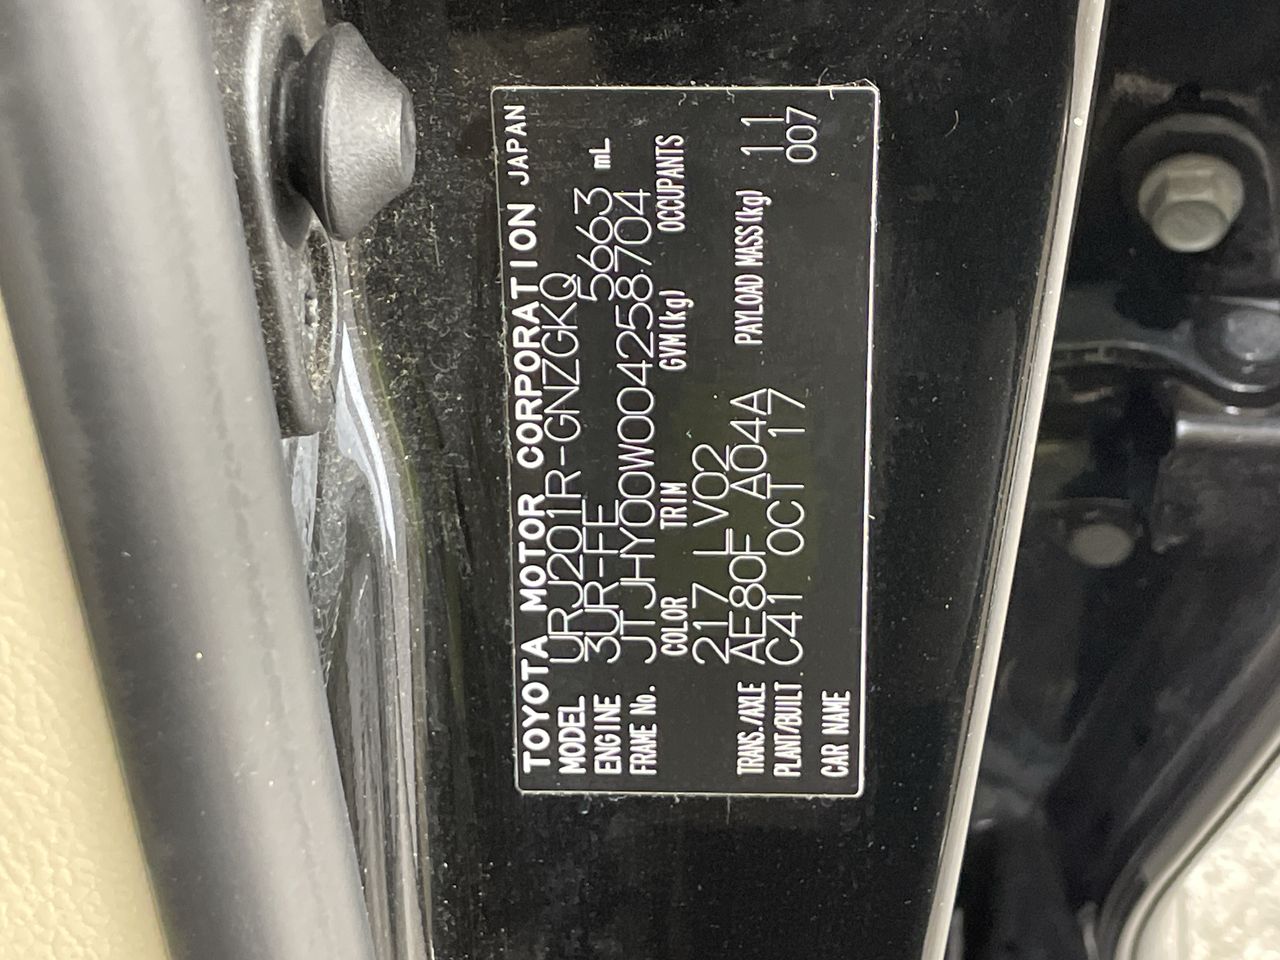 TOYOTA MOTOR CORPORATION JAPAN
MODEL URJ201R-GNZGKQ
ENGINE 3UR-FE 5663 mL
FRAME No. JTJHY00W004258704
COLOR TRIM GVM(kg) OCCUPANTS
217 LV02
TRANS./AXLE AE80F A04A PAYLOAD MASS(kg) 11
PLANT/BUILT C41 OCT 17 007
CAR NAME